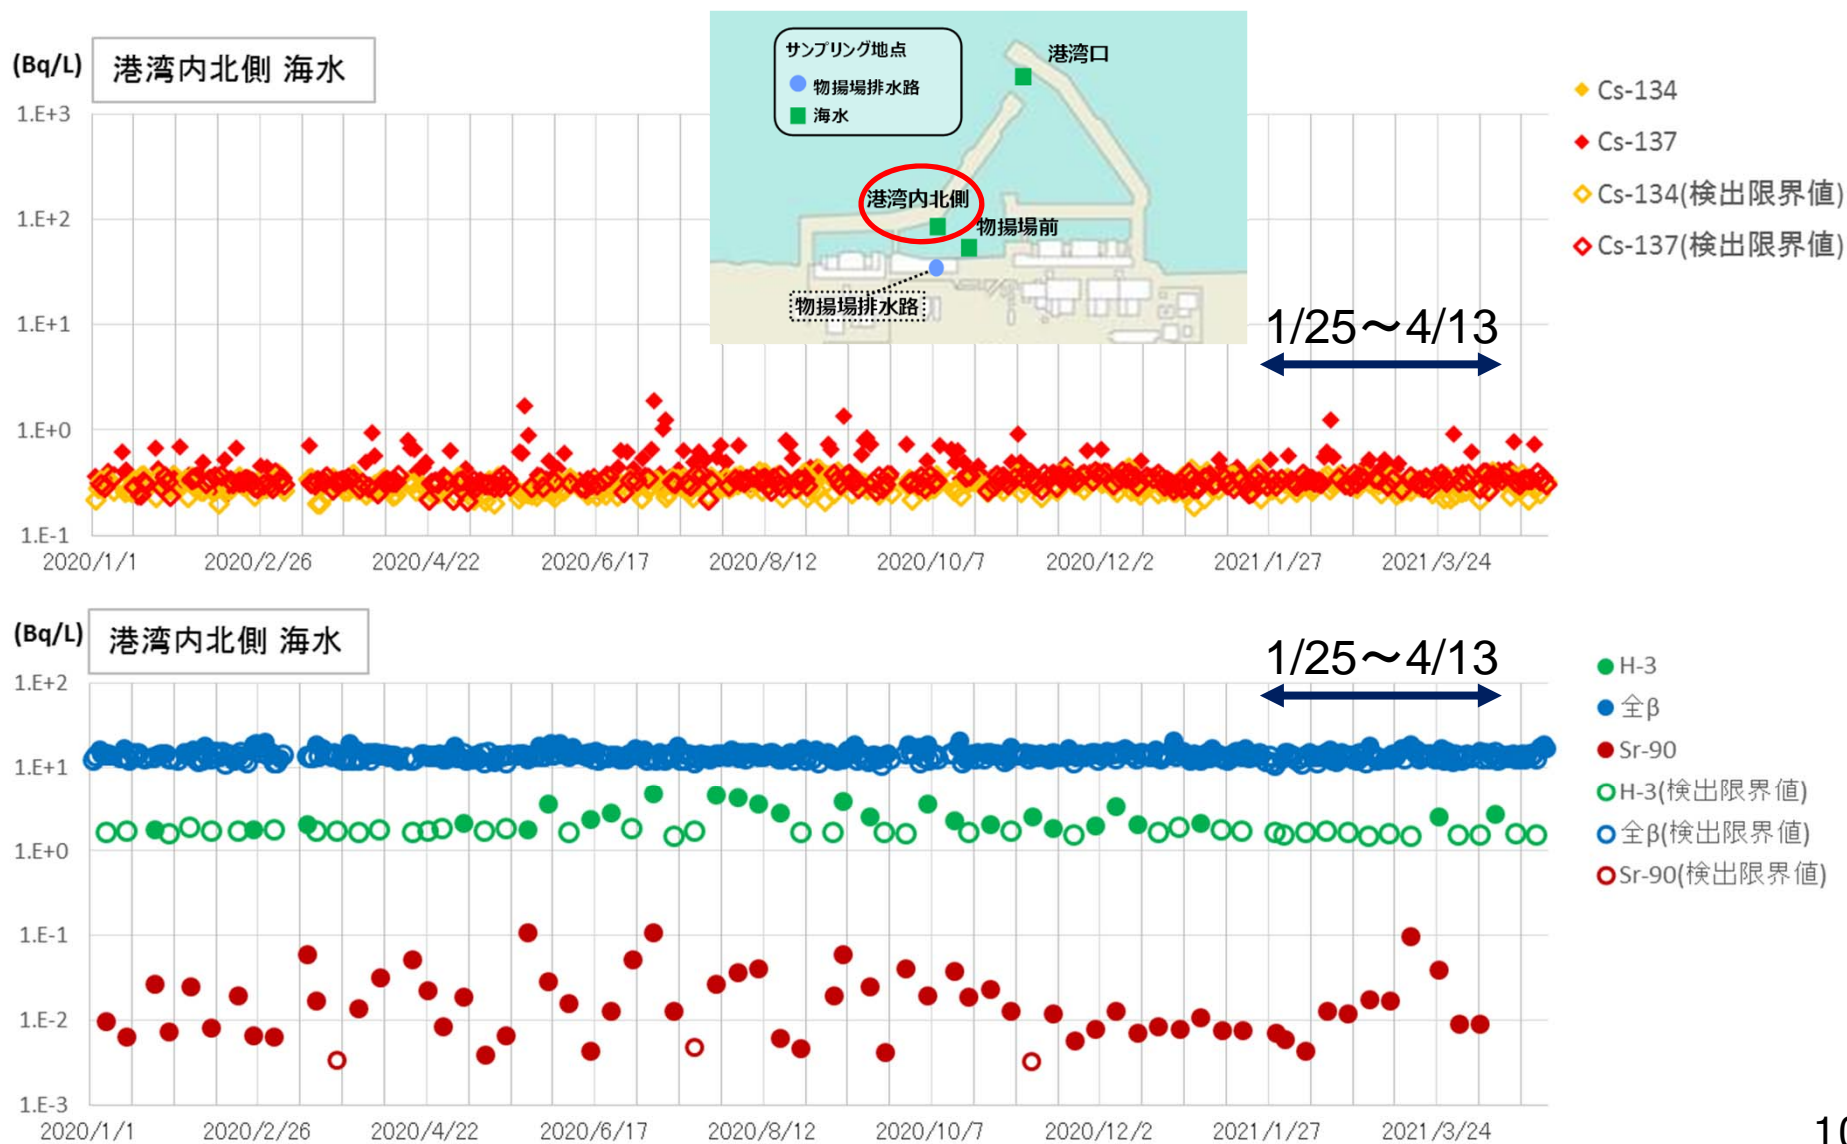 (Bq/L)
港湾内北側 海水
1.E+3
1.E+2
1.E+1
1.E+0
1.E-1
2020/1/1 2020/2/26 2020/4/22 2020/6/17 2020/8/12 2020/10/7 2020/12/2 2021/1/27 2021/3/24
サンプリング地点
物揚場排水路
海水
港湾口
港湾内北側
物揚場前
物揚場排水路
1/25～4/13
Cs-134
Cs-137
Cs-134(検出限界値)
Cs-137(検出限界値)
(Bq/L)
港湾内北側 海水
1.E+2
1.E+1
1.E+0
1.E-1
1.E-2
1.E-3
2020/1/1 2020/2/26 2020/4/22 2020/6/17 2020/8/12 2020/10/7 2020/12/2 2021/1/27 2021/3/24
1/25～4/13
H-3
全β
Sr-90
H-3(検出限界値)
全β(検出限界値)
Sr-90(検出限界値)